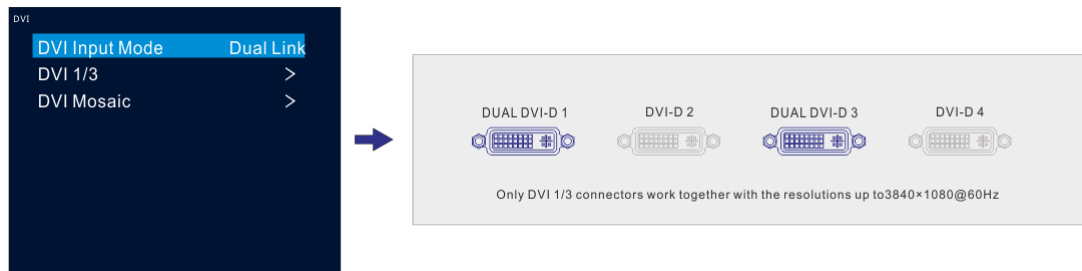 DVI
DVI Input Mode Dual Link
DVI 1/3 >
DVI Mosaic >
DUAL DVI-D 1 DVI-D 2 DUAL DVI-D 3 DVI-D 4
Only DVI 1/3 connectors work together with the resolutions up to3840×1080@60Hz